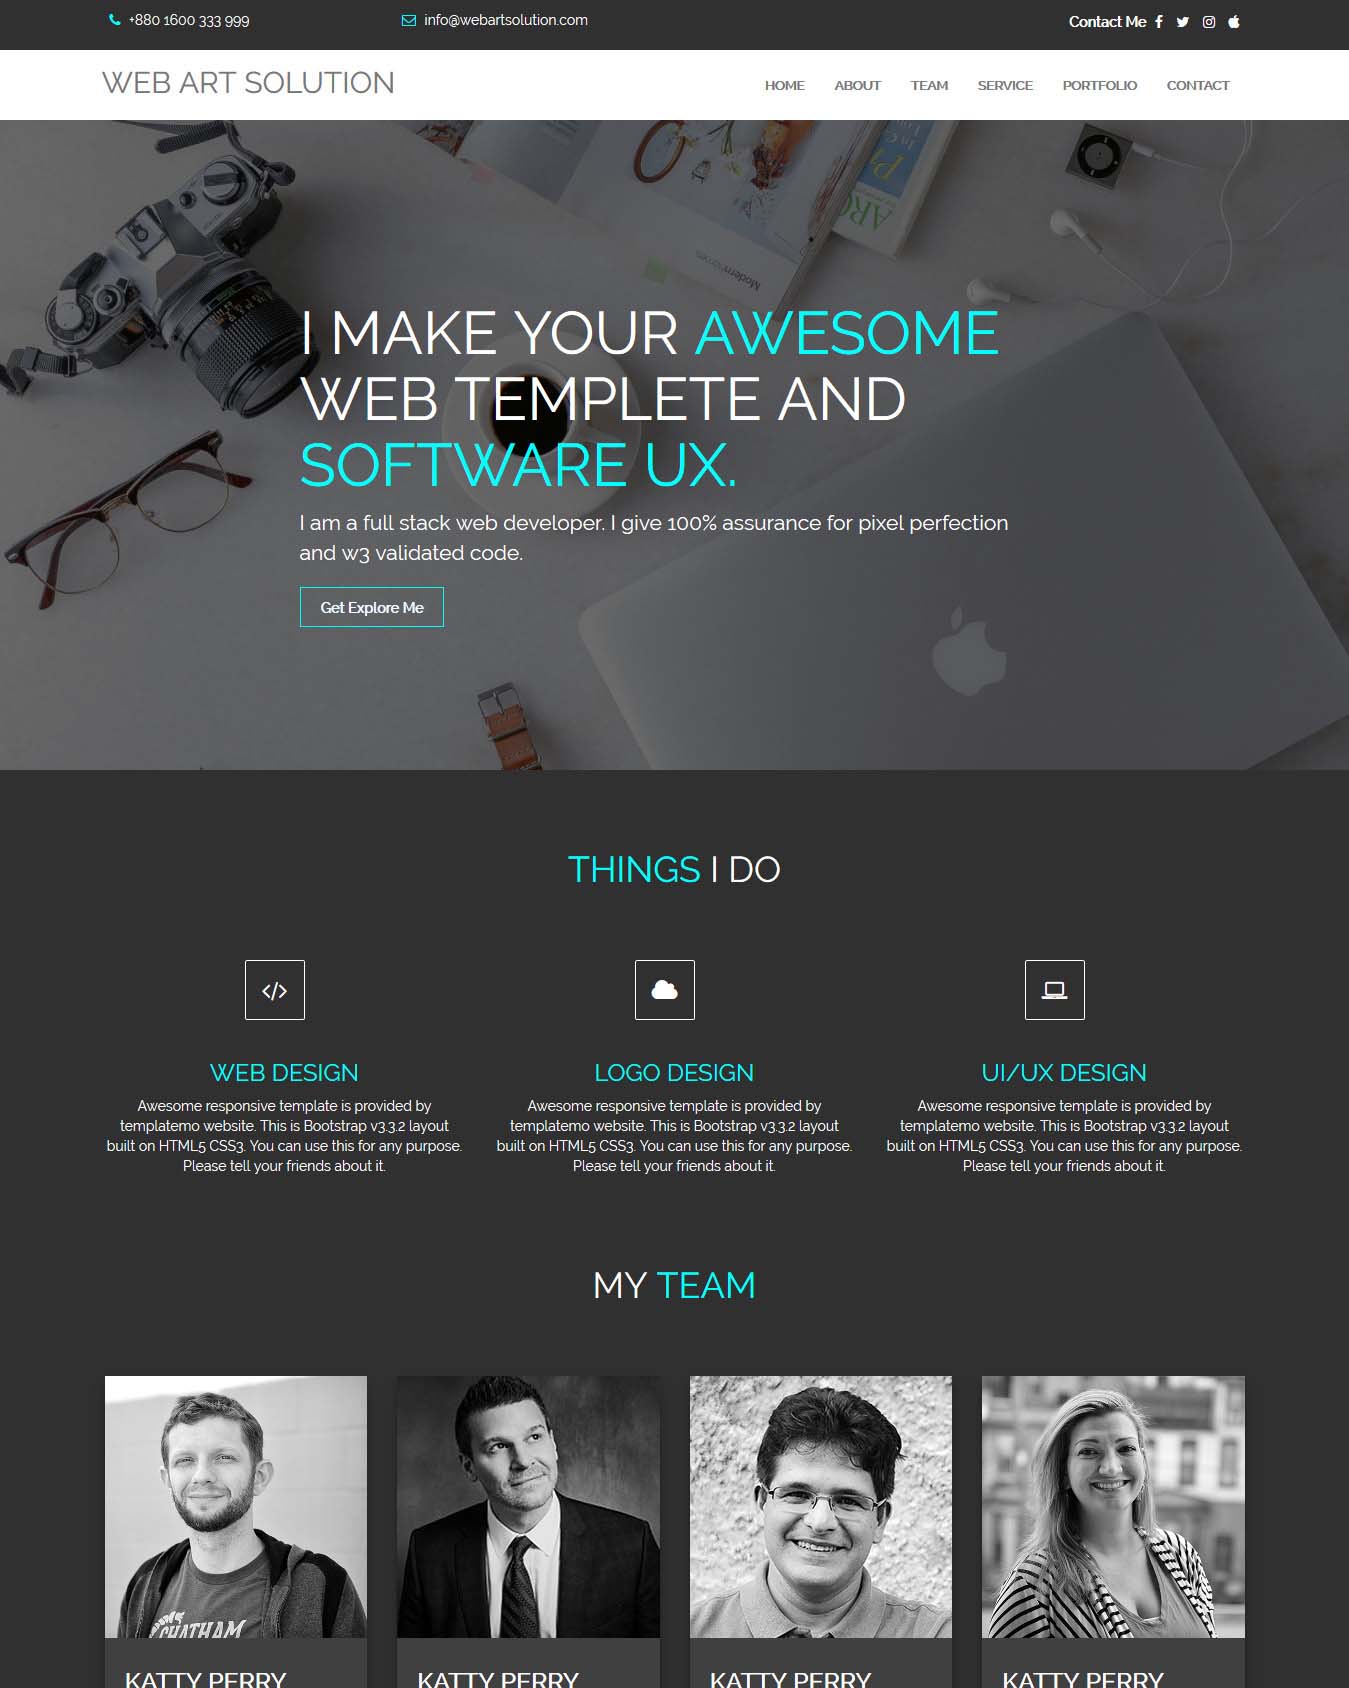 +880 1600 333 999
info@webartsolution.com
Contact Me
WEB ART SOLUTION
HOME ABOUT TEAM SERVICE PORTFOLIO CONTACT
ModernHomes
I MAKE YOUR AWESOME
WEB TEMPLETE AND
SOFTWARE UX.
I am a full stack web developer. I give 100% assurance for pixel perfection
and w3 validated code.
Get Explore Me
THINGS I DO
WEB DESIGN
Awesome responsive template is provided by
templatemo website. This is Bootstrap v3.3.2 layout
built on HTML5 CSS3. You can use this for any purpose.
Please tell your friends about it.
LOGO DESIGN
Awesome responsive template is provided by
templatemo website. This is Bootstrap v3.3.2 layout
built on HTML5 CSS3. You can use this for any purpose.
Please tell your friends about it.
UI/UX DESIGN
Awesome responsive template is provided by
templatemo website. This is Bootstrap v3.3.2 layout
built on HTML5 CSS3. You can use this for any purpose.
Please tell your friends about it.
MY TEAM
CHATHAM
KATTY PERRY
KATTY PERRY
KATTY PERRY
KATTY PERRY